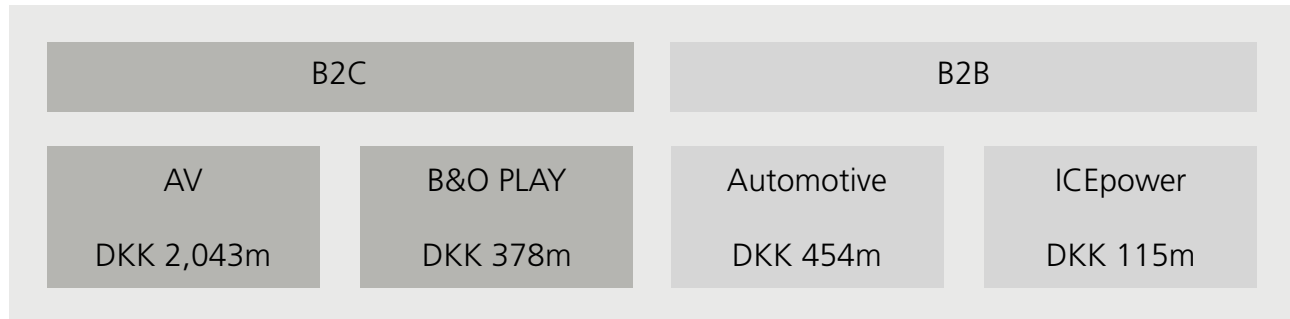 B2C
B2B
AV
DKK 2,043m
B&O PLAY
DKK 378m
Automotive
DKK 454m
ICEpower
DKK 115m